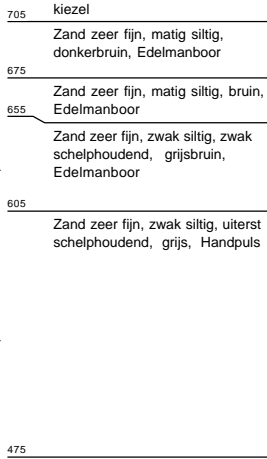 kiezel
705
Zand zeer fijn, matig siltig,
donkerbruin, Edelmanboor
675
Zand zeer fijn, matig siltig, bruin,
Edelmanboor
655
Zand zeer fijn, zwak siltig, zwak
schelphoudend, grijsbruin,
Edelmanboor
605
Zand zeer fijn, zwak siltig, uiterst
schelphoudend, grijs, Handpuls
475